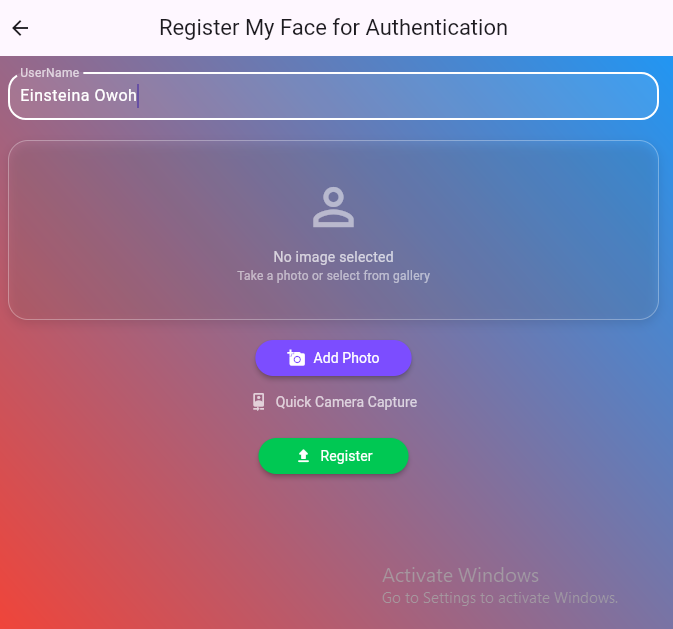 Register My Face for Authentication
UserName
Einsteina Owoh
No image selected
Take a photo or select from gallery
Add Photo
Quick Camera Capture
Register
Activate Windows
Go to Settings to activate Windows.